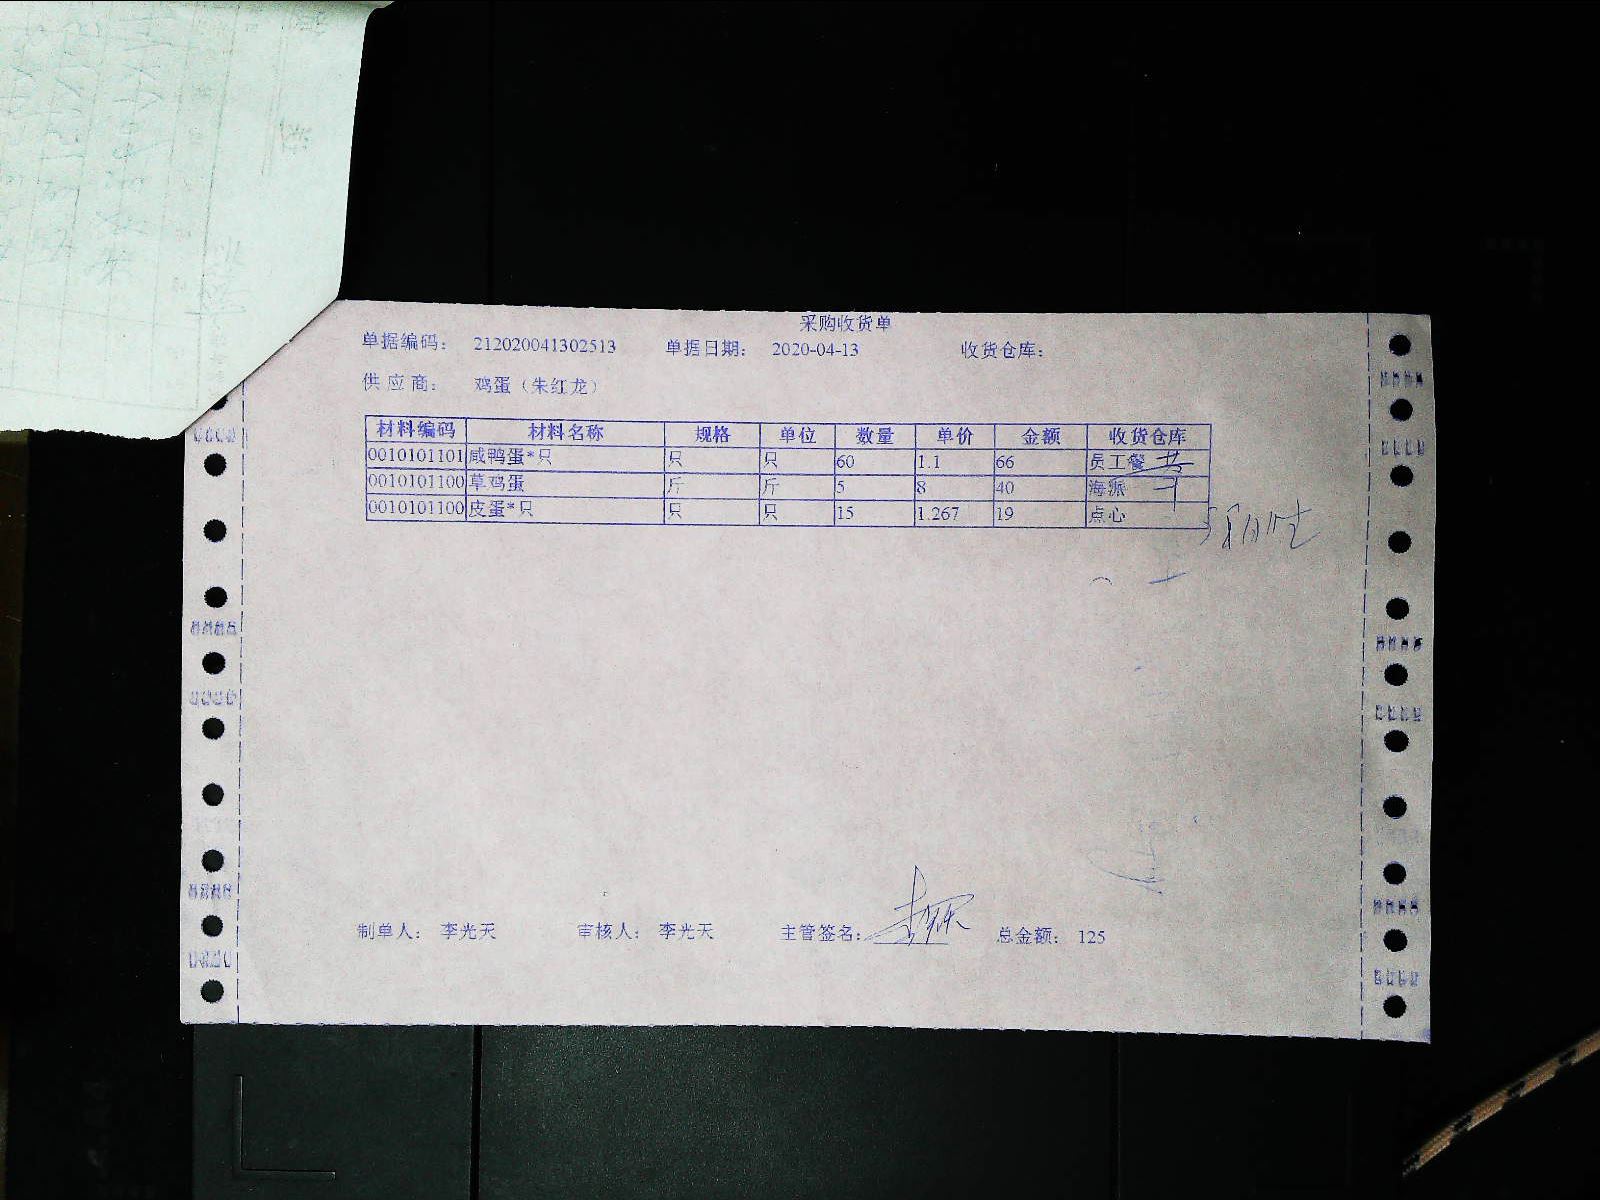 采购收货单
单据编码: 212020041302513 单据日期: 2020-04-13 收货仓库:
供应商: 鸡蛋（朱红龙）
材料编码 材料名称 规格 单位 数量 单价 金额 收货仓库
0010101101 咸鸭蛋*只 只 只 60 1.1 66 员工餐
0010101100 草鸡蛋 斤 斤 5 8 40 海派
0010101100 皮蛋*只 只 只 15 1.267 19 点心
制单人: 李光天 审核人: 李光天 主管签名: 总金额: 125